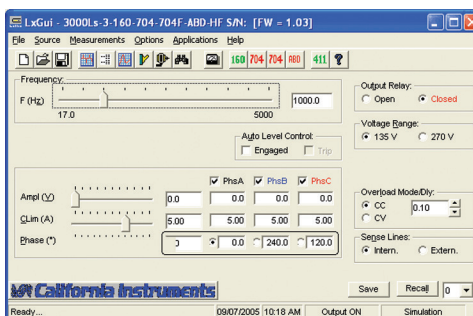 LxGui - 3000Ls-3-160-704-704F-ABD-HF S/N: [FW = 1.03]
File Source Measurements Options Applications Help
160 704 704 ABD 411 ?
Frequency:
F (Hz)
17.0 5000
1000.0
Output Relay:
Open Closed
Voltage Range:
135 V 270 V
Auto Level Control:
Engaged Trip
PhsA PhsB PhsC
Ampl (V) 0.0 0.0 0.0 0.0
CLim (A) 5.00 5.00 5.00 5.00
Phase (°) 0.0 240.0 120.0
Overload Mode/Dly:
CC 0.10
CV
Sense Lines:
Intern. Extern.
California Instruments
Save Recall 0
Ready... 09/07/2005 10:18 AM Output ON Simulation